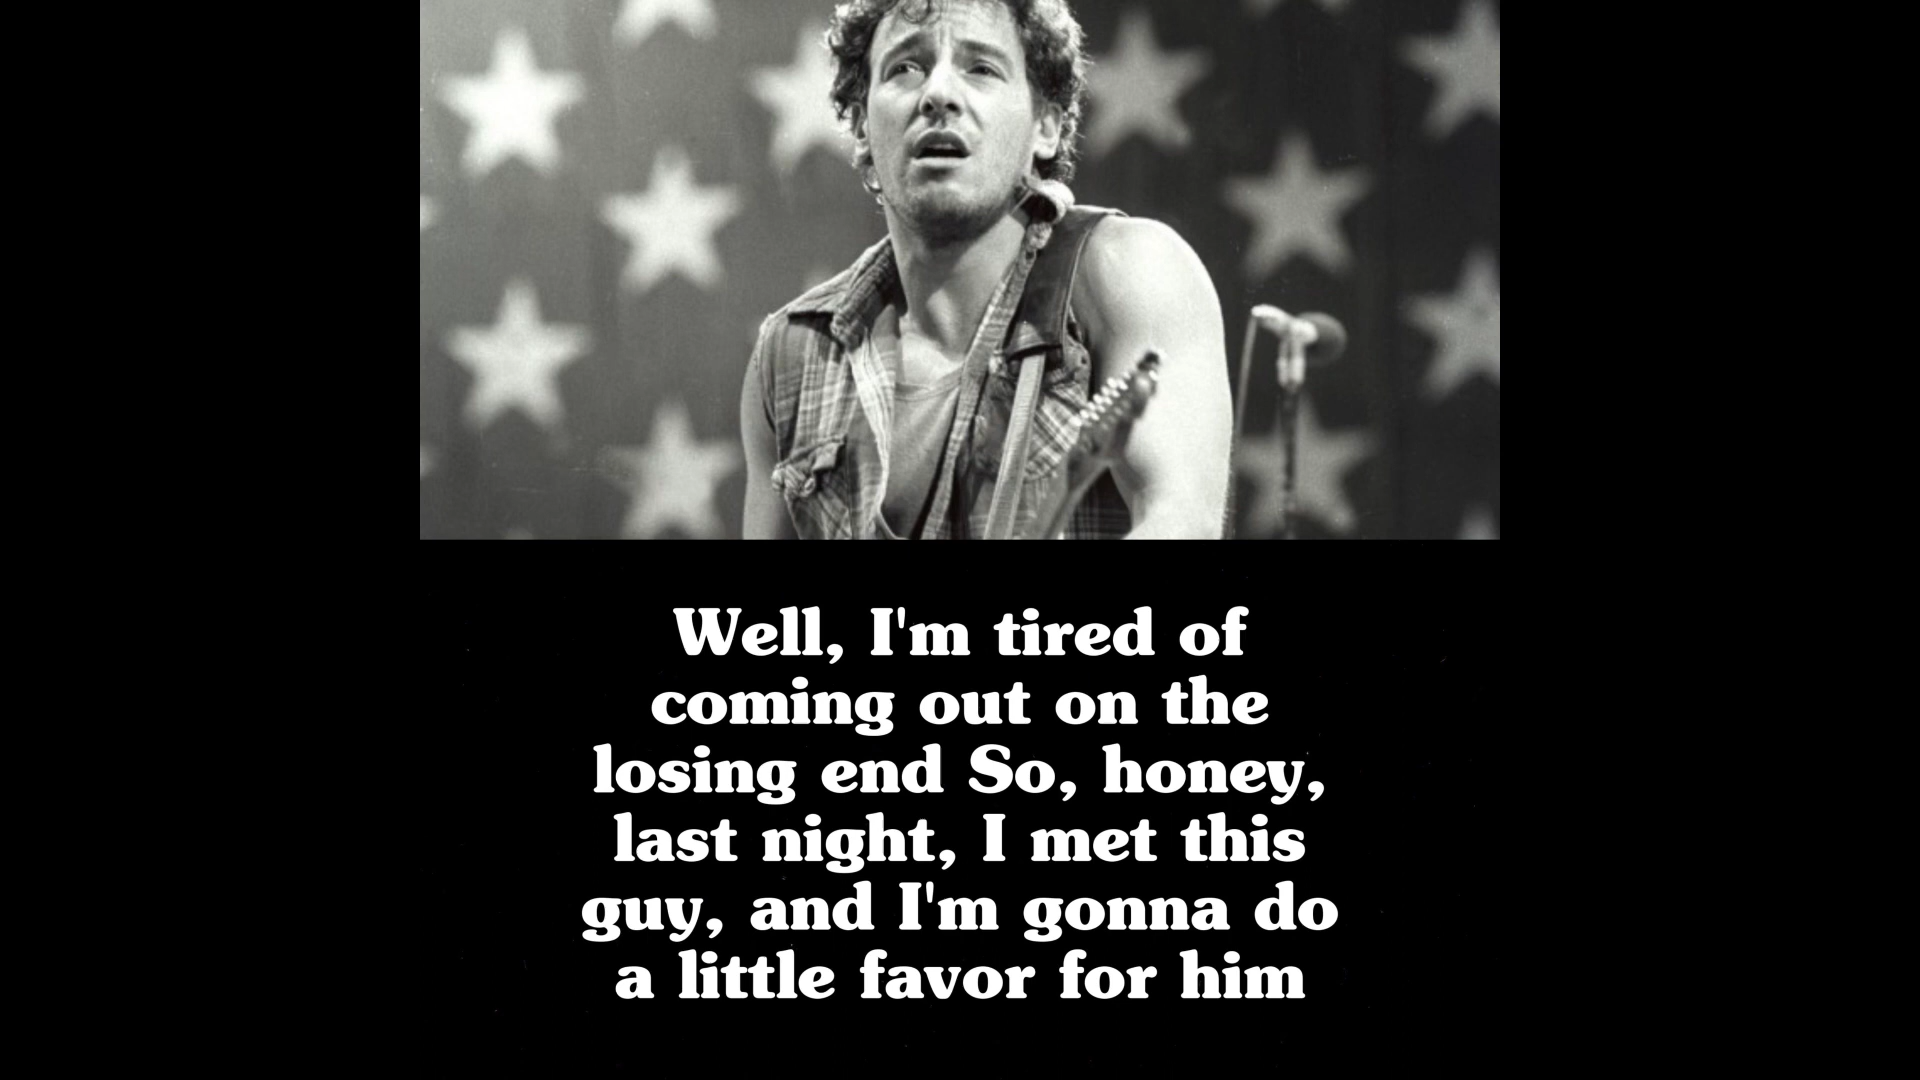 Well, I'm tired of
coming out on the
losing end So, honey,
last night, I met this
guy, and I'm gonna do
a little favor for him